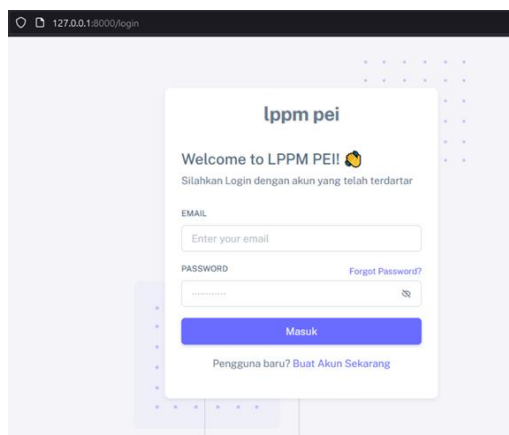 127.0.0.1:8000/login
lppm pei
Welcome to LPPM PEI! 👏
Silahkan Login dengan akun yang telah terdartar
EMAIL
Enter your email
PASSWORD Forgot Password?
············
Masuk
Pengguna baru? Buat Akun Sekarang